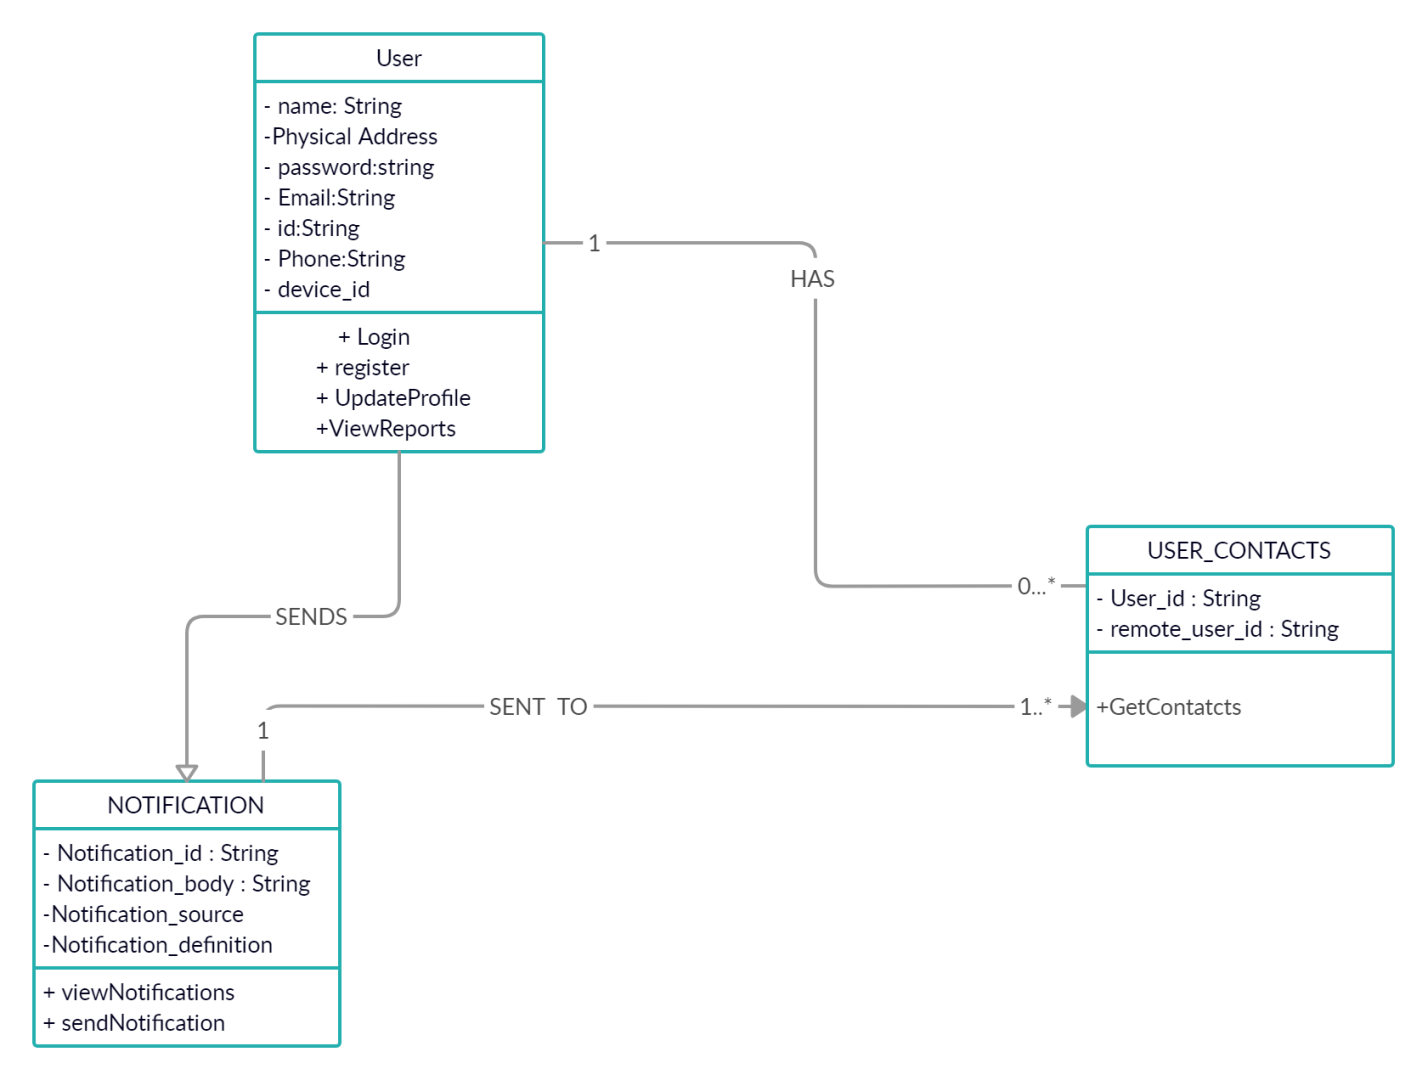 User
- name: String
-Physical Address
- password:string
- Email:String
- id:String
- Phone:String
- device_id
+ Login
+ register
+ UpdateProfile
+ViewReports
1
HAS
0...*
USER_CONTACTS
- User_id : String
- remote_user_id : String
+GetContatcts
SENDS
SENT TO
1..*
1
NOTIFICATION
- Notification_id : String
- Notification_body : String
-Notification_source
-Notification_definition
+ viewNotifications
+ sendNotification